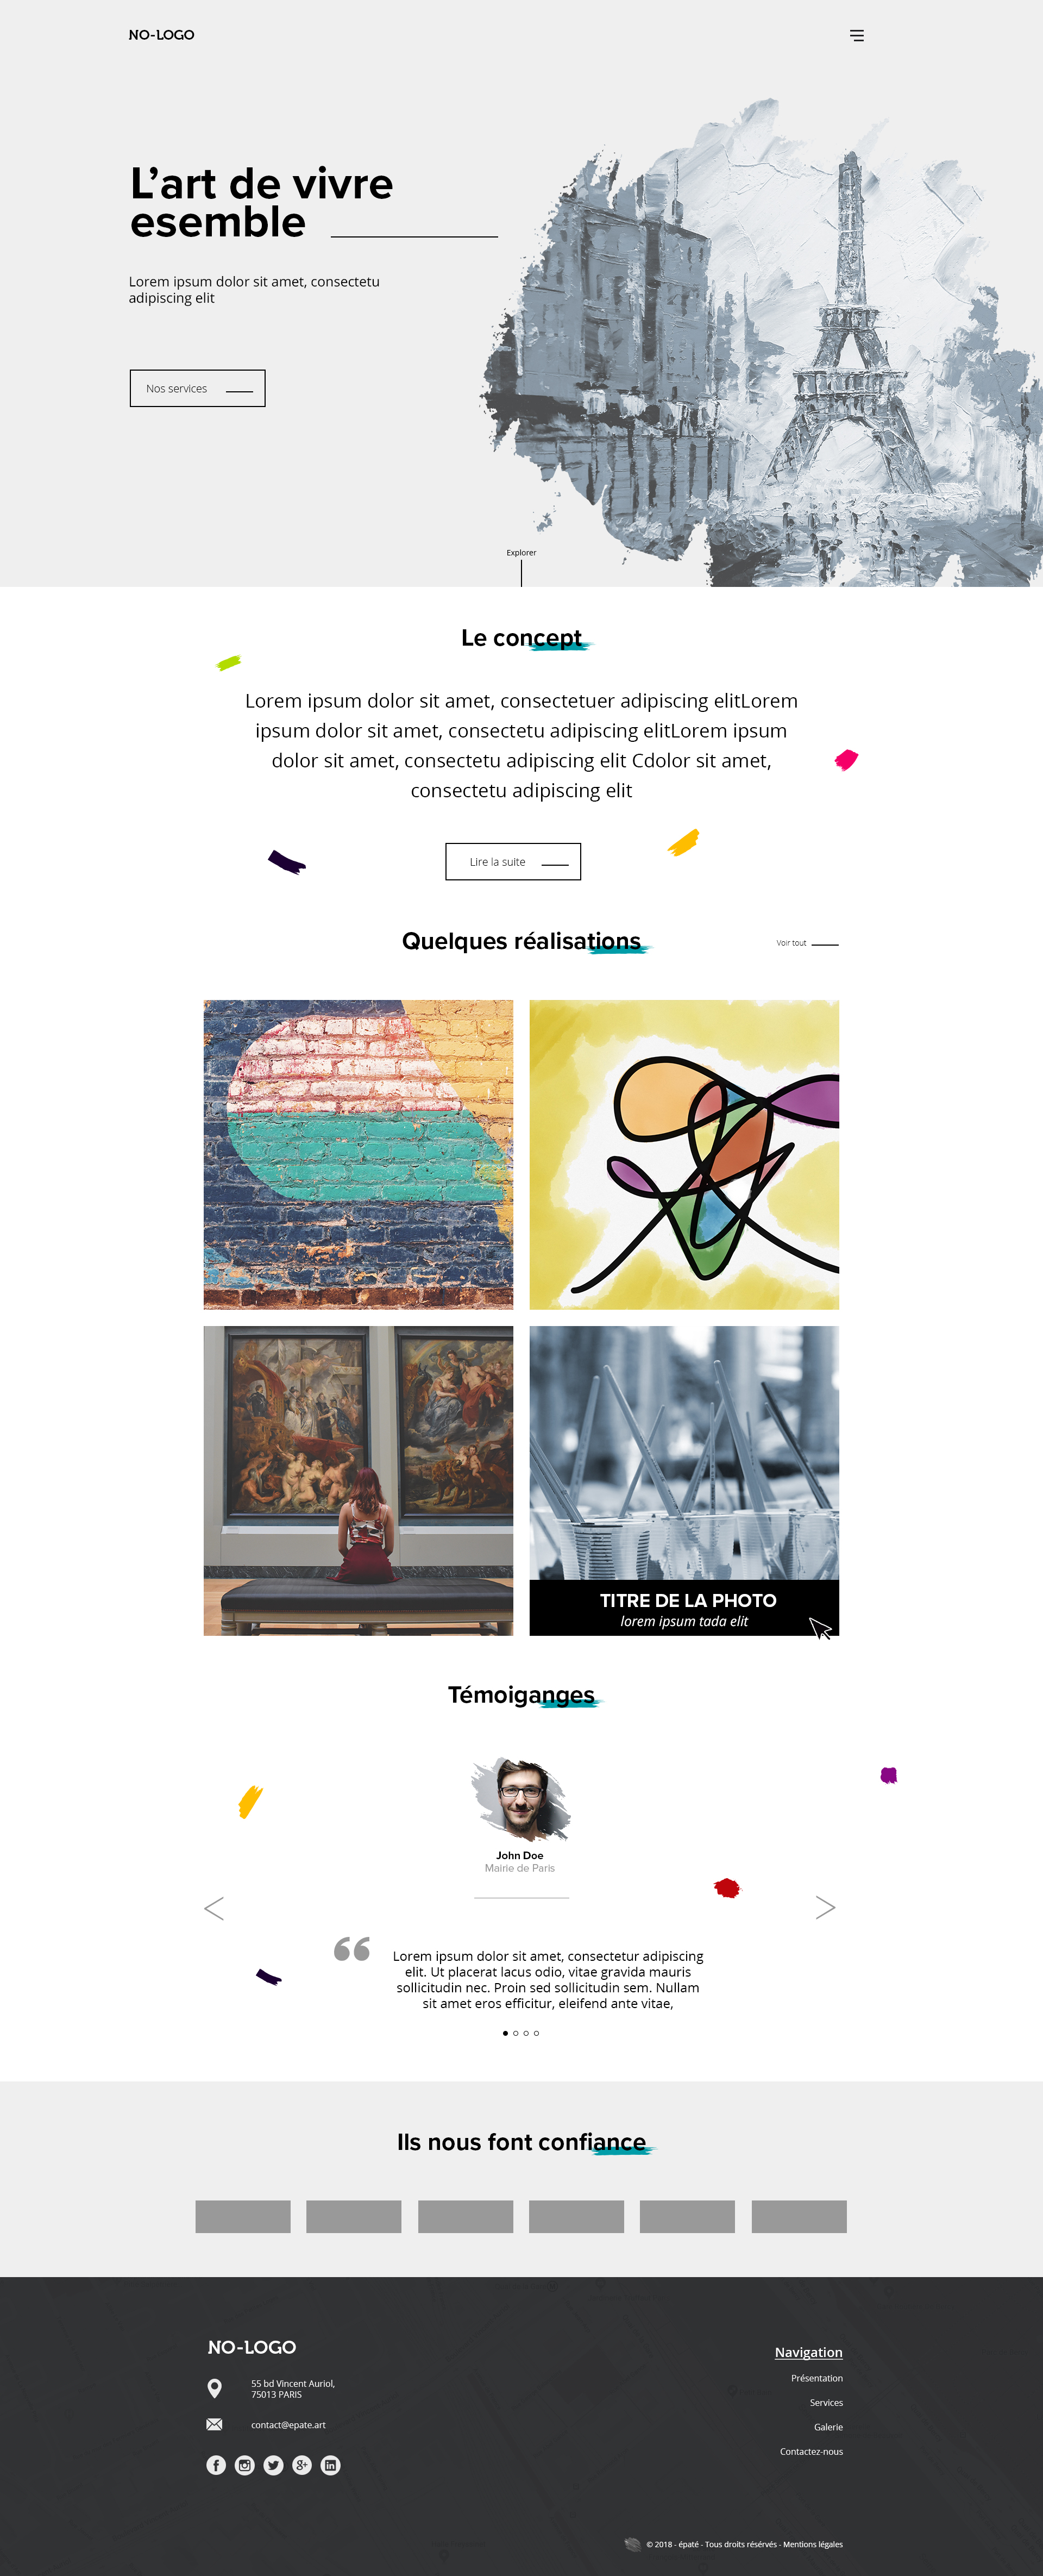 NO-LOGO
L’art de vivre
esemble
Lorem ipsum dolor sit amet, consectetu
adipiscing elit
Nos services
Explorer
Le concept
Lorem ipsum dolor sit amet, consectetuer adipiscing elitLorem
ipsum dolor sit amet, consectetu adipiscing elitLorem ipsum
dolor sit amet, consectetu adipiscing elit Cdolor sit amet,
consectetu adipiscing elit
Lire la suite
Quelques réalisations
Voir tout
TITRE DE LA PHOTO
lorem ipsum tada elit
Témoiganges
John Doe
Mairie de Paris
“
Lorem ipsum dolor sit amet, consectetur adipiscing
elit. Ut placerat lacus odio, vitae gravida mauris
sollicitudin nec. Proin sed sollicitudin sem. Nullam
sit amet eros efficitur, eleifend ante vitae,
Ils nous font confiance
NO-LOGO
55 bd Vincent Auriol,
75013 PARIS
contact@epate.art
Navigation
Présentation
Services
Galerie
Contactez-nous
© 2018 - épaté - Tous droits résérvés - Mentions légales